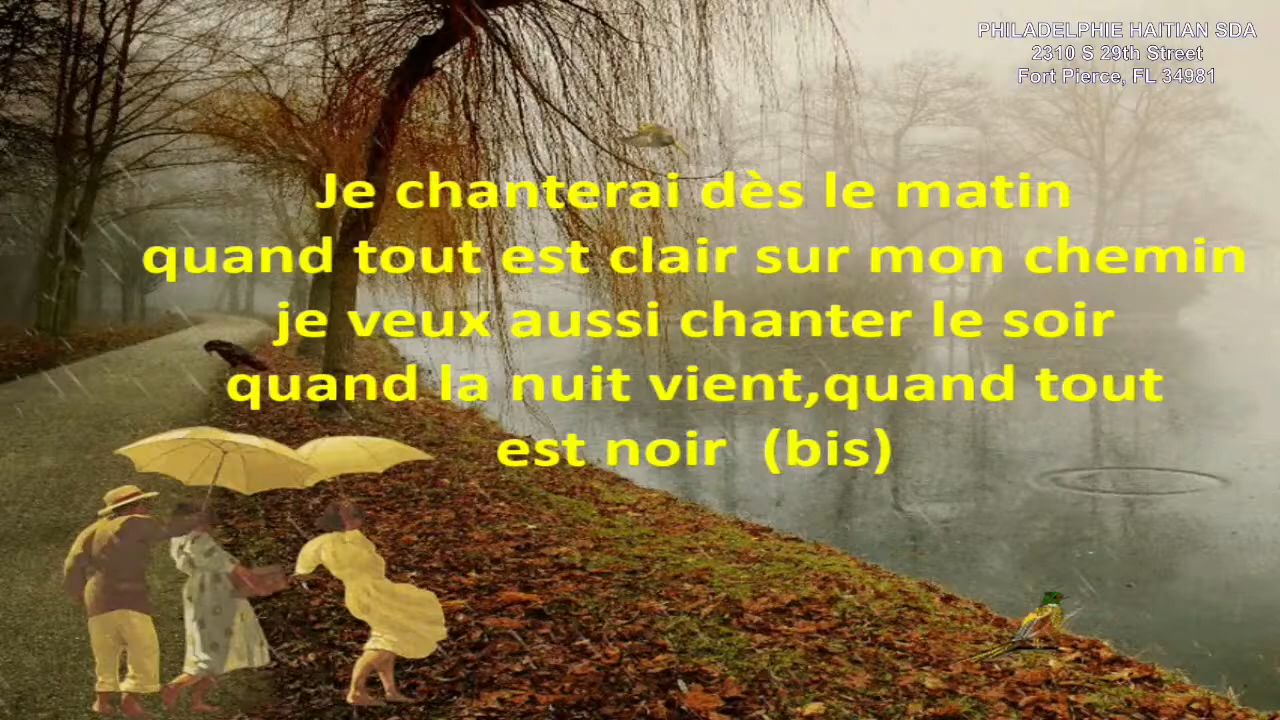 PHILADELPHIE HAITIAN SDA
2310 S 29th Street
Fort Pierce, FL 34981
Je chanterai dès le matin
quand tout est clair sur mon chemin
je veux aussi chanter le soir
quand la nuit vient,quand tout
est noir  (bis)